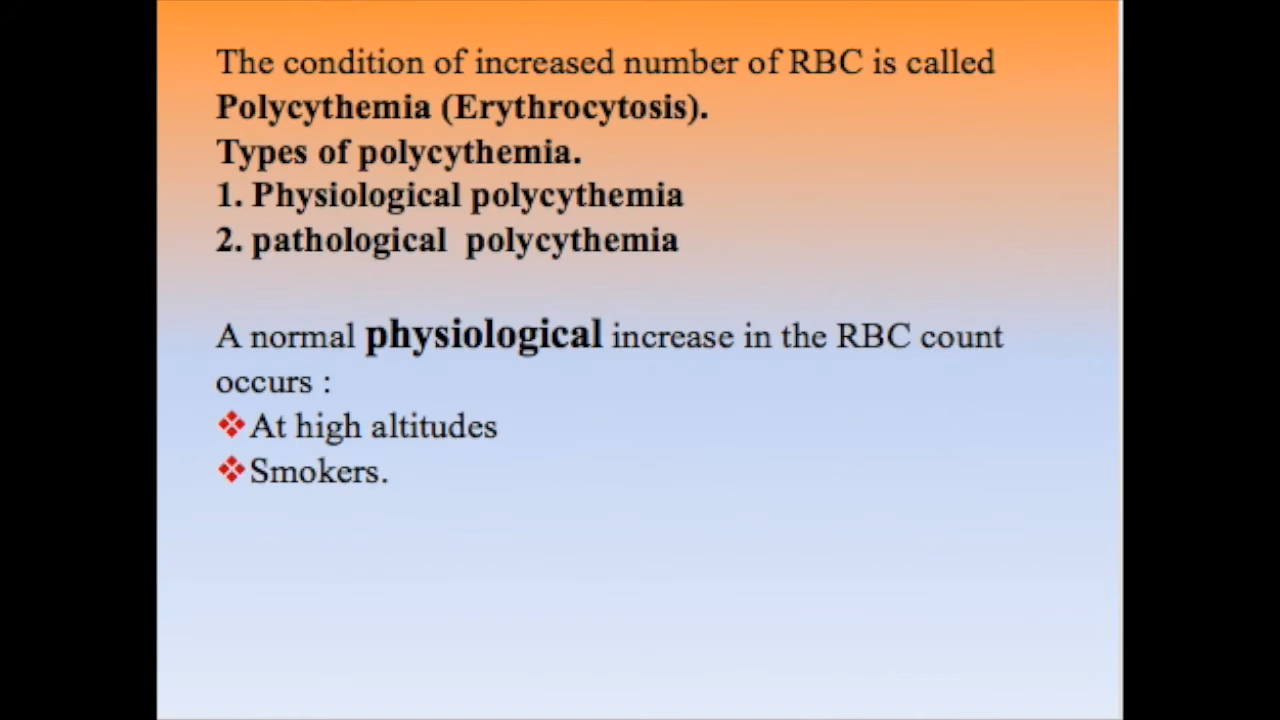 The condition of increased number of RBC is called
Polycythemia (Erythrocytosis).
Types of polycythemia.
1. Physiological polycythemia
2. pathological  polycythemia
A normal physiological increase in the RBC count
occurs :
❖At high altitudes
❖Smokers.